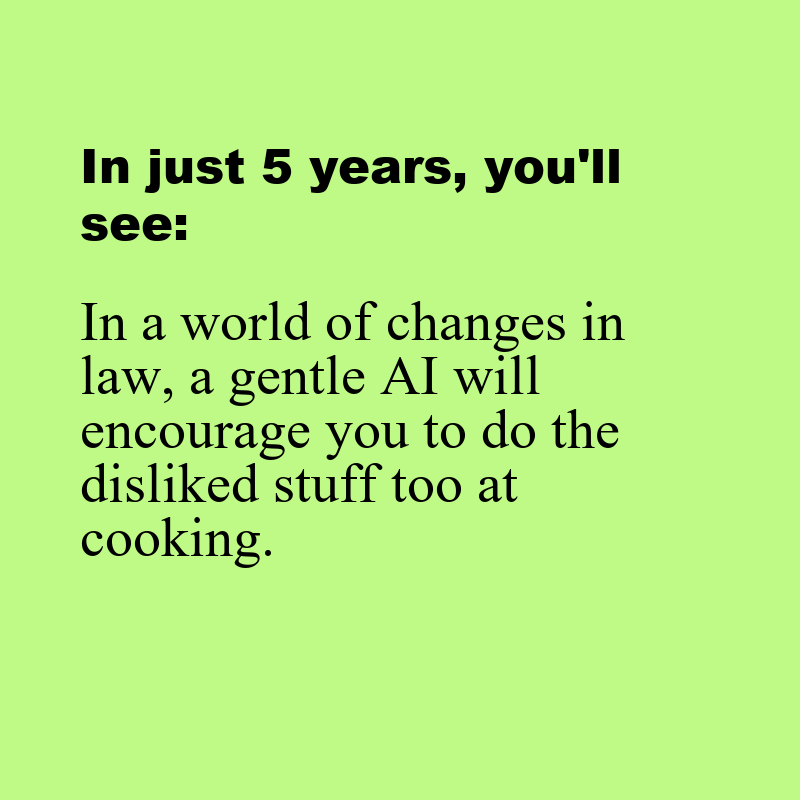 In just 5 years, you'll
see:
In a world of changes in
law, a gentle AI will
encourage you to do the
disliked stuff too at
cooking.